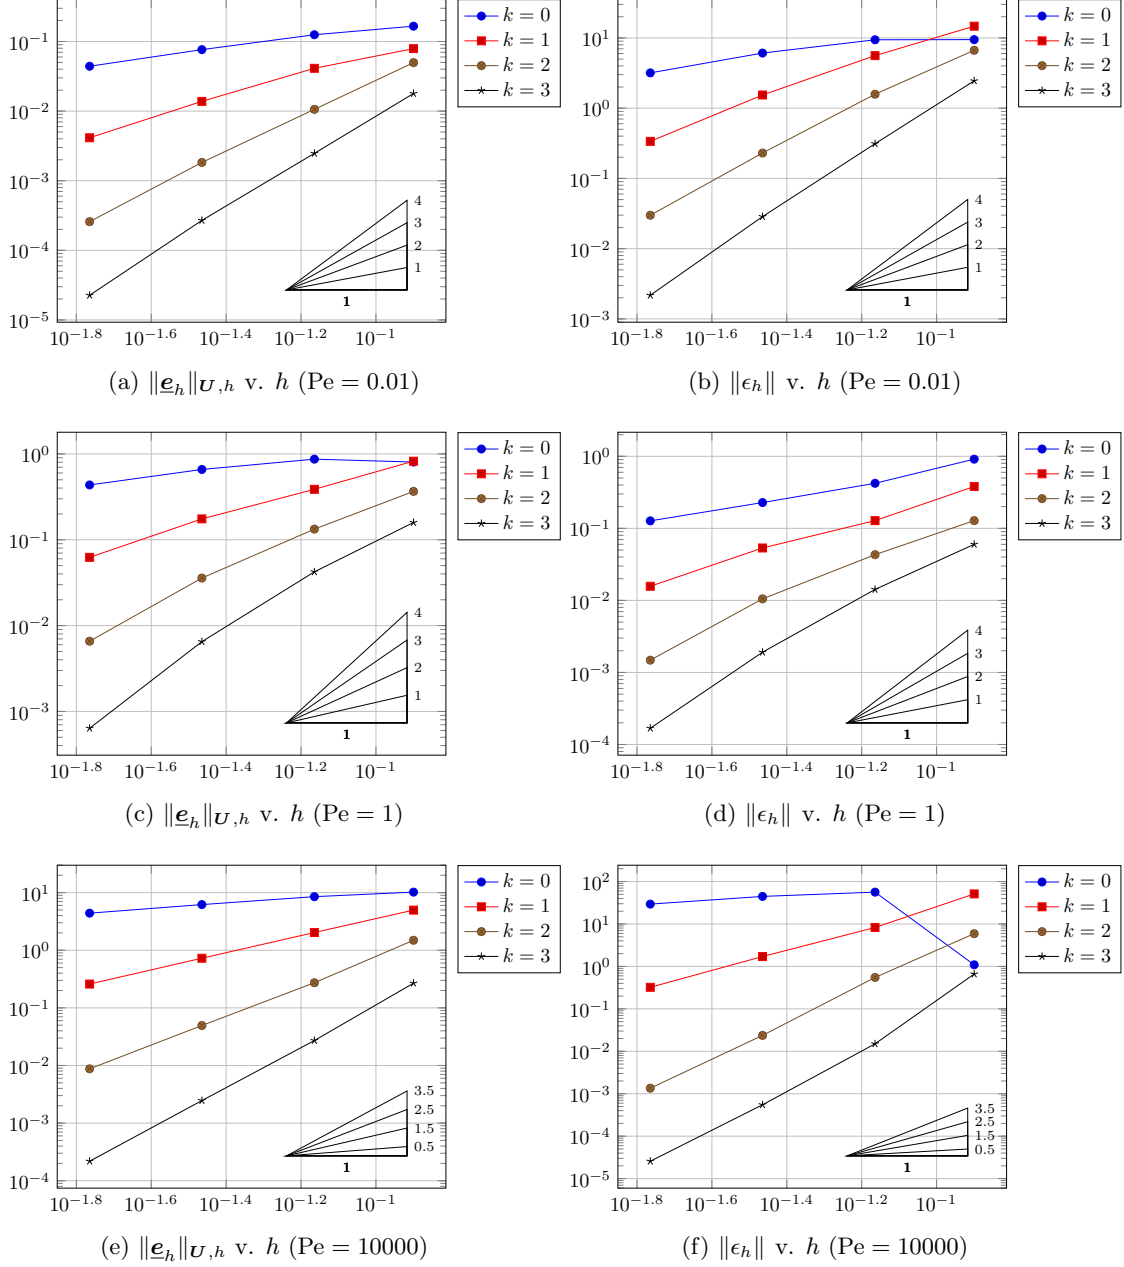 10^{-1}
10^{-2}
10^{-3}
10^{-4}
10^{-5}
10^{-1.8} 10^{-1.6} 10^{-1.4} 10^{-1.2} 10^{-1}
4
3
2
1
1
k = 0
k = 1
k = 2
k = 3
(a) ‖e_h‖_{U,h} v. h (Pe = 0.01)
10^{1}
10^{0}
10^{-1}
10^{-2}
10^{-3}
10^{-1.8} 10^{-1.6} 10^{-1.4} 10^{-1.2} 10^{-1}
4
3
2
1
1
k = 0
k = 1
k = 2
k = 3
(b) ‖ϵ_h‖ v. h (Pe = 0.01)
10^{0}
10^{-1}
10^{-2}
10^{-3}
10^{-1.8} 10^{-1.6} 10^{-1.4} 10^{-1.2} 10^{-1}
4
3
2
1
1
k = 0
k = 1
k = 2
k = 3
(c) ‖e_h‖_{U,h} v. h (Pe = 1)
10^{0}
10^{-1}
10^{-2}
10^{-3}
10^{-4}
10^{-1.8} 10^{-1.6} 10^{-1.4} 10^{-1.2} 10^{-1}
4
3
2
1
1
k = 0
k = 1
k = 2
k = 3
(d) ‖ϵ_h‖ v. h (Pe = 1)
10^{1}
10^{0}
10^{-1}
10^{-2}
10^{-3}
10^{-4}
10^{-1.8} 10^{-1.6} 10^{-1.4} 10^{-1.2} 10^{-1}
3.5
2.5
1.5
0.5
1
k = 0
k = 1
k = 2
k = 3
(e) ‖e_h‖_{U,h} v. h (Pe = 10000)
10^{2}
10^{1}
10^{0}
10^{-1}
10^{-2}
10^{-3}
10^{-4}
10^{-5}
10^{-1.8} 10^{-1.6} 10^{-1.4} 10^{-1.2} 10^{-1}
3.5
2.5
1.5
0.5
1
k = 0
k = 1
k = 2
k = 3
(f) ‖ϵ_h‖ v. h (Pe = 10000)